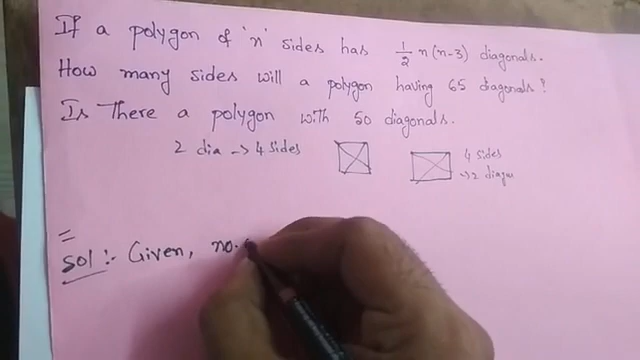 If a polygon of 'n' sides has 1/2 n(n-3) diagonals.
How many sides will a polygon having 65 diagonals?
Is There a polygon with 50 diagonals.
2 dia -> 4 sides
4 sides
-> 2 diagon
Sol :- Given, no.